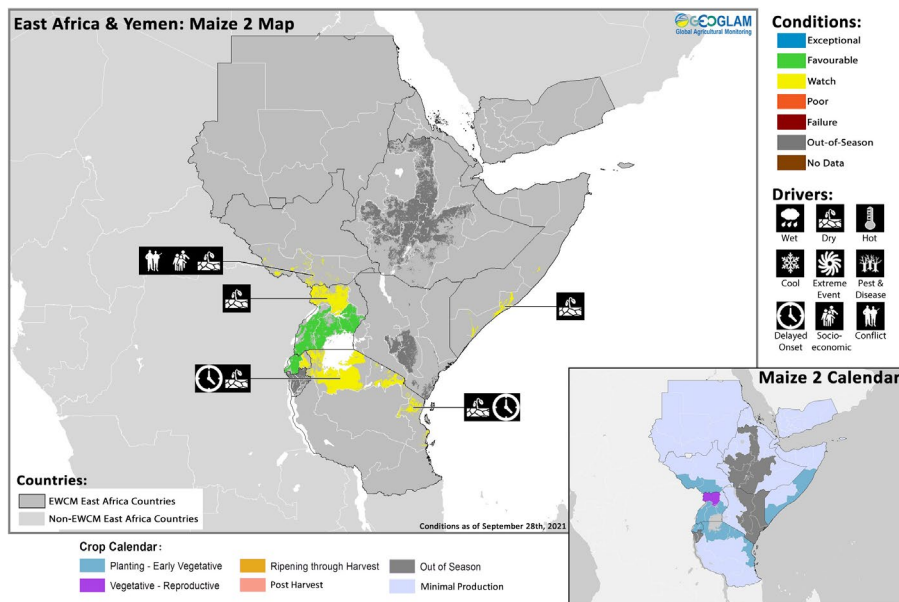 East Africa & Yemen: Maize 2 Map
GEOGLAM
Global Agricultural Monitoring
Conditions:
Exceptional
Favourable
Watch
Poor
Failure
Out-of-Season
No Data
Drivers:
Wet
Dry
Hot
Cool
Extreme
Event
Pest &
Disease
Delayed
Onset
Socio-
economic
Conflict
Countries:
EWCM East Africa Countries
Non-EWCM East Africa Countries
Conditions as of September 28th, 2021
Maize 2 Calendar
Crop Calendar:
Planting - Early Vegetative
Vegetative - Reproductive
Ripening through Harvest
Post Harvest
Out of Season
Minimal Production